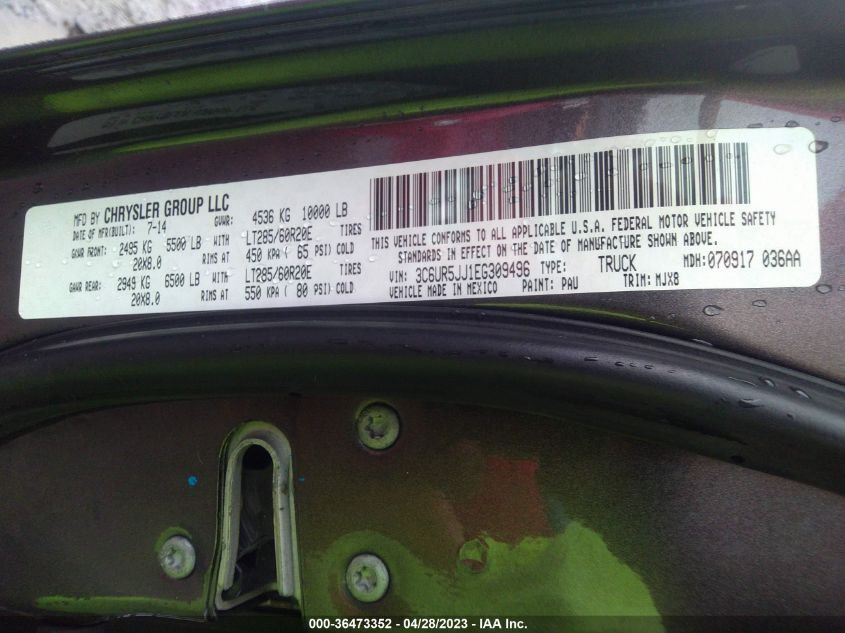 MFD BY CHRYSLER GROUP LLC
DATE OF MFR(BUILT): 7-14 GVWR: 4536 KG 10000 LB
GAWR FRONT: 2495 KG 5500 LB WITH LT285/60R20E TIRES
20X8.0 RIMS AT 450 KPA ( 65 PSI) COLD
GAWR REAR: 2949 KG 6500 LB WITH LT285/60R20E TIRES
20X8.0 RIMS AT 550 KPA ( 80 PSI) COLD
THIS VEHICLE CONFORMS TO ALL APPLICABLE U.S.A. FEDERAL MOTOR VEHICLE SAFETY
STANDARDS IN EFFECT ON THE DATE OF MANUFACTURE SHOWN ABOVE.
VIN: 3C6UR5JJ1EG309496 TYPE: TRUCK MDH:070917 036AA
VEHICLE MADE IN MEXICO PAINT: PAU TRIM: MJX8
000-36473352 - 04/28/2023 - IAA Inc.